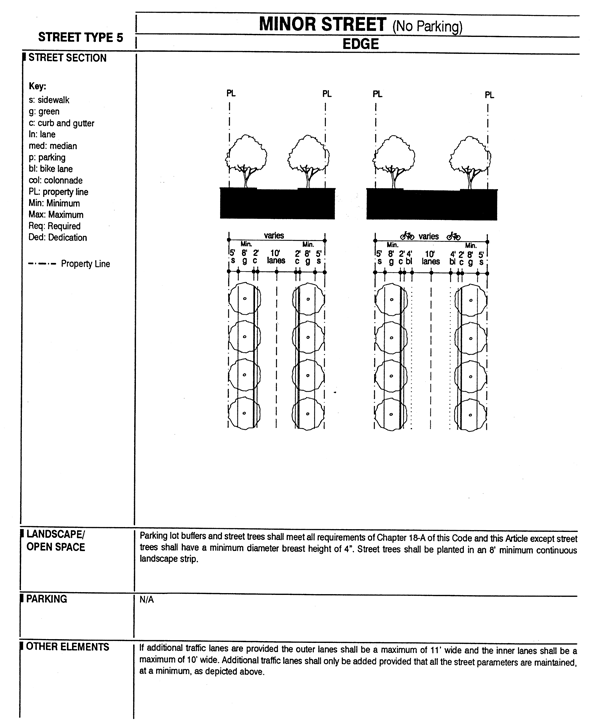 MINOR STREET (No Parking)
STREET TYPE 5
EDGE
STREET SECTION
Key:
s: sidewalk
g: green
c: curb and gutter
ln: lane
med: median
p: parking
bl: bike lane
col: colonnade
PL: property line
Min: Minimum
Max: Maximum
Req: Required
Ded: Dedication
Property Line
PL PL PL PL
varies varies
Min. Min. Min. Min.
5' 8' 2' 10' 2' 8' 5' 5' 8' 2' 4' 10' 4' 2' 8' 5'
s g c lanes c g s s g c bl lanes bl c g s
LANDSCAPE/
OPEN SPACE
Parking lot buffers and street trees shall meet all requirements of Chapter 18-A of this Code and this Article except street
trees shall have a minimum diameter breast height of 4". Street trees shall be planted in an 8' minimum continuous
landscape strip.
PARKING
N/A
OTHER ELEMENTS
If additional traffic lanes are provided the outer lanes shall be a maximum of 11' wide and the inner lanes shall be a
maximum of 10' wide. Additional traffic lanes shall only be added provided that all the street parameters are maintained,
at a minimum, as depicted above.